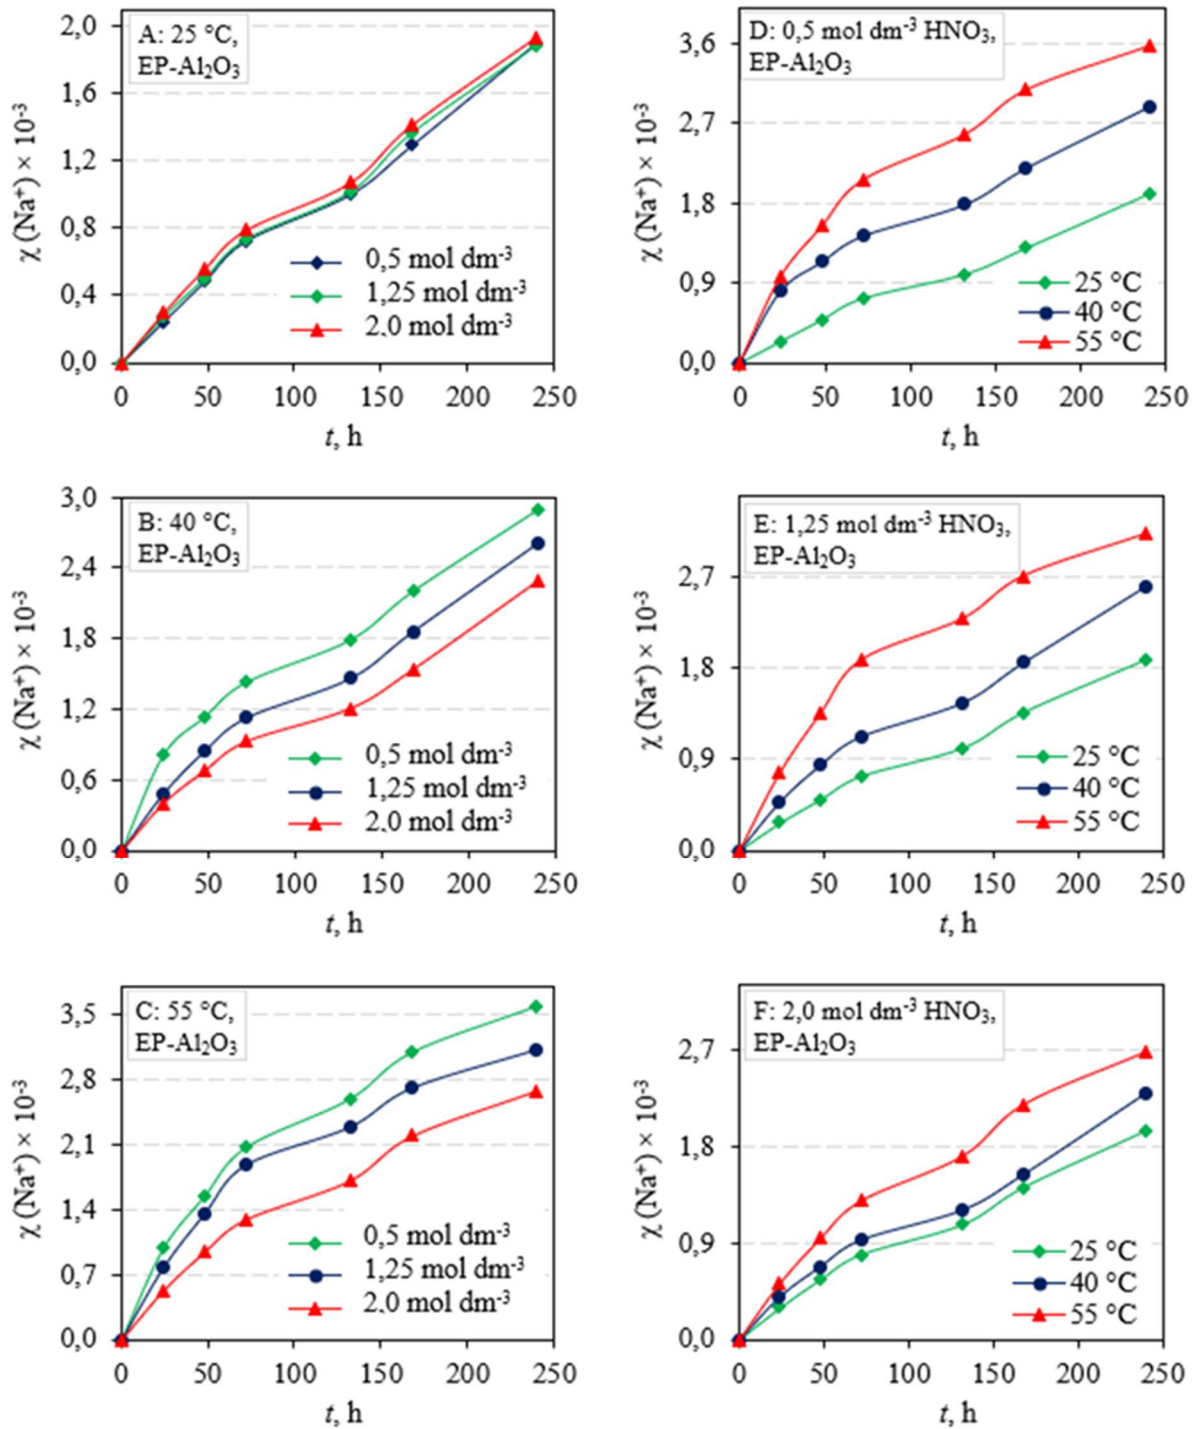 A: 25 °C,
EP-Al₂O₃
χ (Na⁺) × 10⁻³
2,0
1,6
1,2
0,8
0,4
0,0
0,5 mol dm⁻³
1,25 mol dm⁻³
2,0 mol dm⁻³
0 50 100 150 200 250
t, h
D: 0,5 mol dm⁻³ HNO₃,
EP-Al₂O₃
χ (Na⁺) × 10⁻³
3,6
2,7
1,8
0,9
0,0
25 °C
40 °C
55 °C
0 50 100 150 200 250
t, h
B: 40 °C,
EP-Al₂O₃
χ (Na⁺) × 10⁻³
3,0
2,4
1,8
1,2
0,6
0,0
0,5 mol dm⁻³
1,25 mol dm⁻³
2,0 mol dm⁻³
0 50 100 150 200 250
t, h
E: 1,25 mol dm⁻³ HNO₃,
EP-Al₂O₃
χ (Na⁺) × 10⁻³
2,7
1,8
0,9
0,0
25 °C
40 °C
55 °C
0 50 100 150 200 250
t, h
C: 55 °C,
EP-Al₂O₃
χ (Na⁺) × 10⁻³
3,5
2,8
2,1
1,4
0,7
0,0
0,5 mol dm⁻³
1,25 mol dm⁻³
2,0 mol dm⁻³
0 50 100 150 200 250
t, h
F: 2,0 mol dm⁻³ HNO₃,
EP-Al₂O₃
χ (Na⁺) × 10⁻³
2,7
1,8
0,9
0,0
25 °C
40 °C
55 °C
0 50 100 150 200 250
t, h